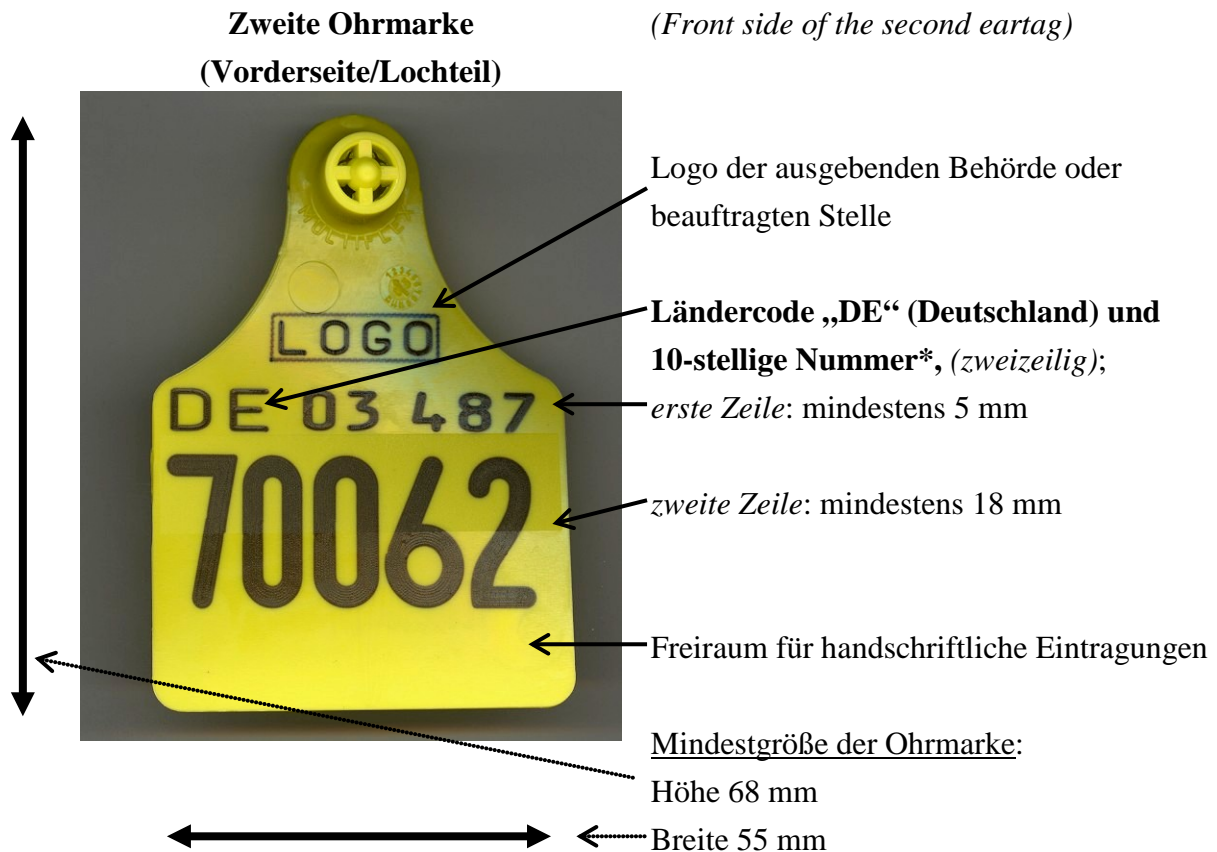 Zweite Ohrmarke
(Vorderseite/Lochteil)
(Front side of the second eartag)
MULTIFLEX
Logo der ausgebenden Behörde oder
beauftragten Stelle
LOGO
Ländercode „DE“ (Deutschland) und
10-stellige Nummer*, (zweizeilig);
erste Zeile: mindestens 5 mm
DE 03 487
70062
zweite Zeile: mindestens 18 mm
Freiraum für handschriftliche Eintragungen
Mindestgröße der Ohrmarke:
Höhe 68 mm
Breite 55 mm